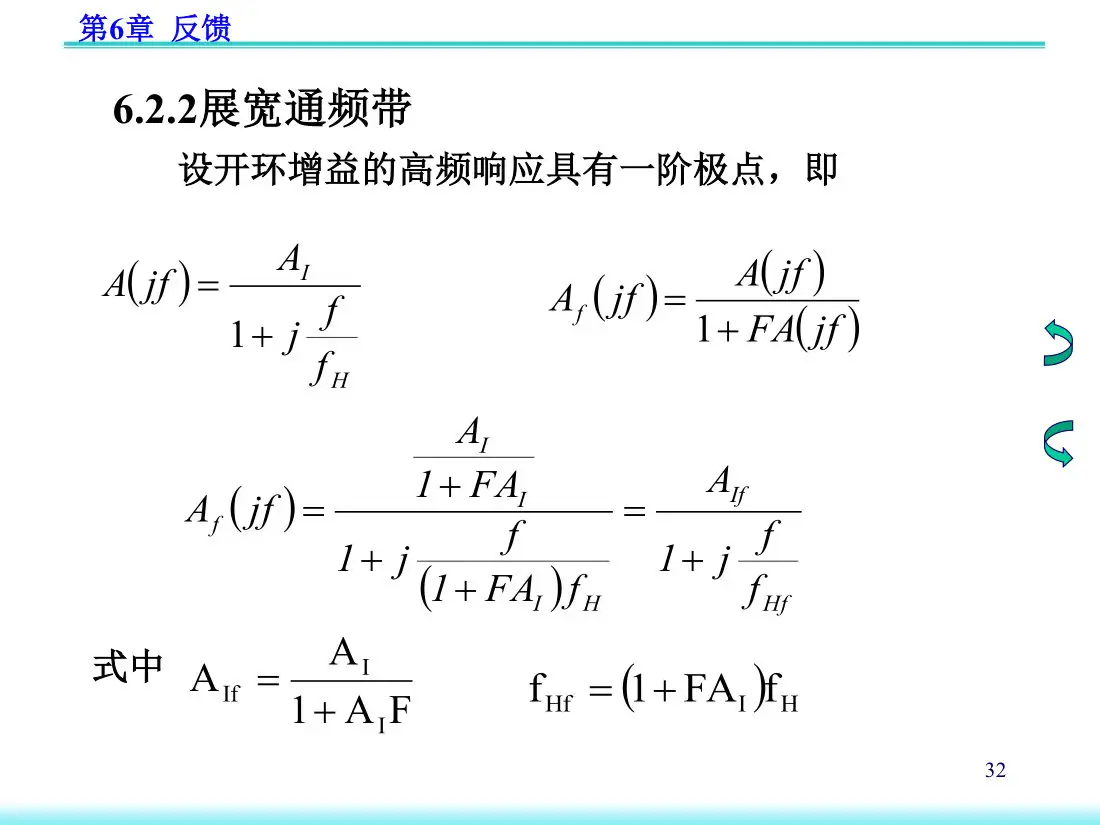 第6章 反馈
6.2.2展宽通频带
设开环增益的高频响应具有一阶极点，即
A(jf) = A_I / (1 + j f/f_H)
A_f(jf) = A(jf) / (1 + FA(jf))
A_f(jf) = (A_I / (1 + FA_I)) / (1 + j f/((1 + FA_I)f_H)) = A_If / (1 + j f/f_Hf)
式中 A_If = A_I / (1 + A_I F)
f_Hf = (1 + FA_I)f_H
32